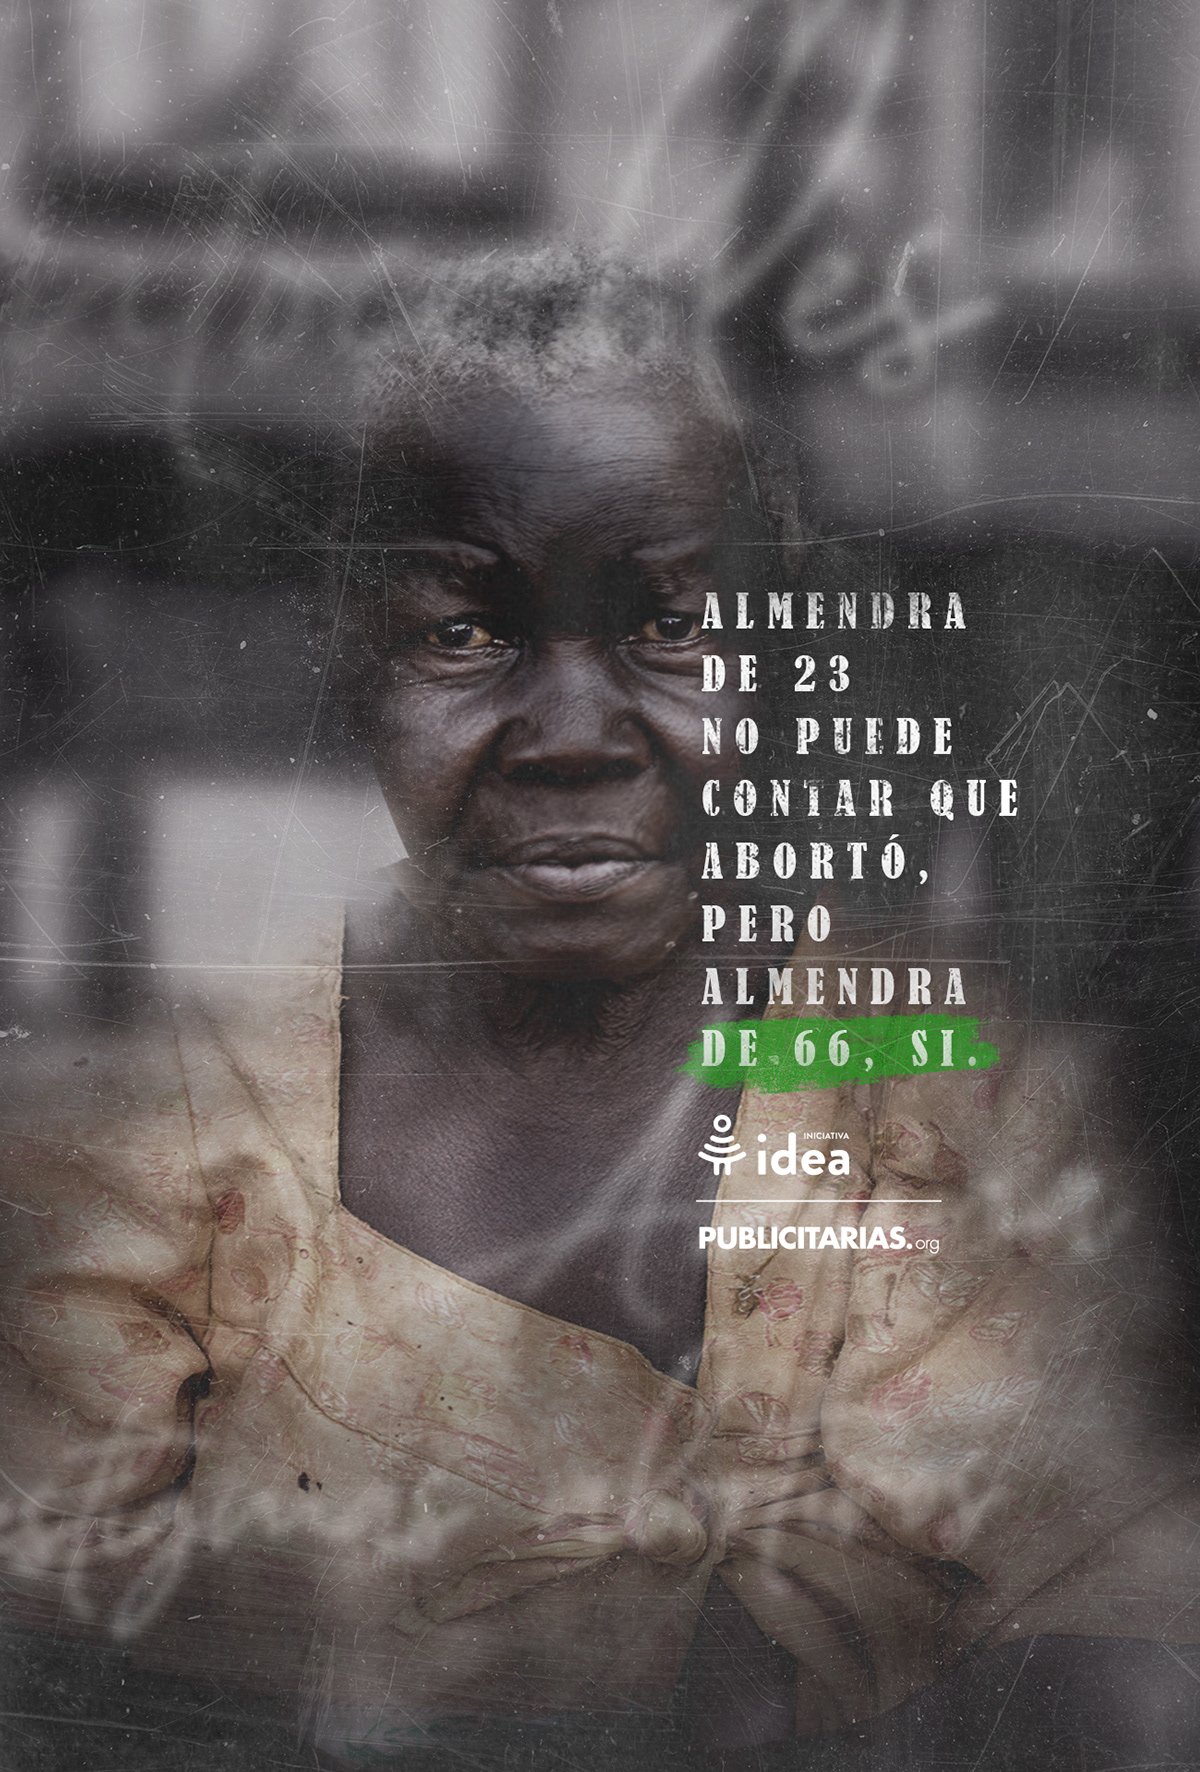 ALMENDRA
DE 23
NO PUEDE
CONTAR QUE
ABORTÓ,
PERO
ALMENDRA
DE 66, SI.
INICIATIVA
idea
PUBLICITARIAS.org